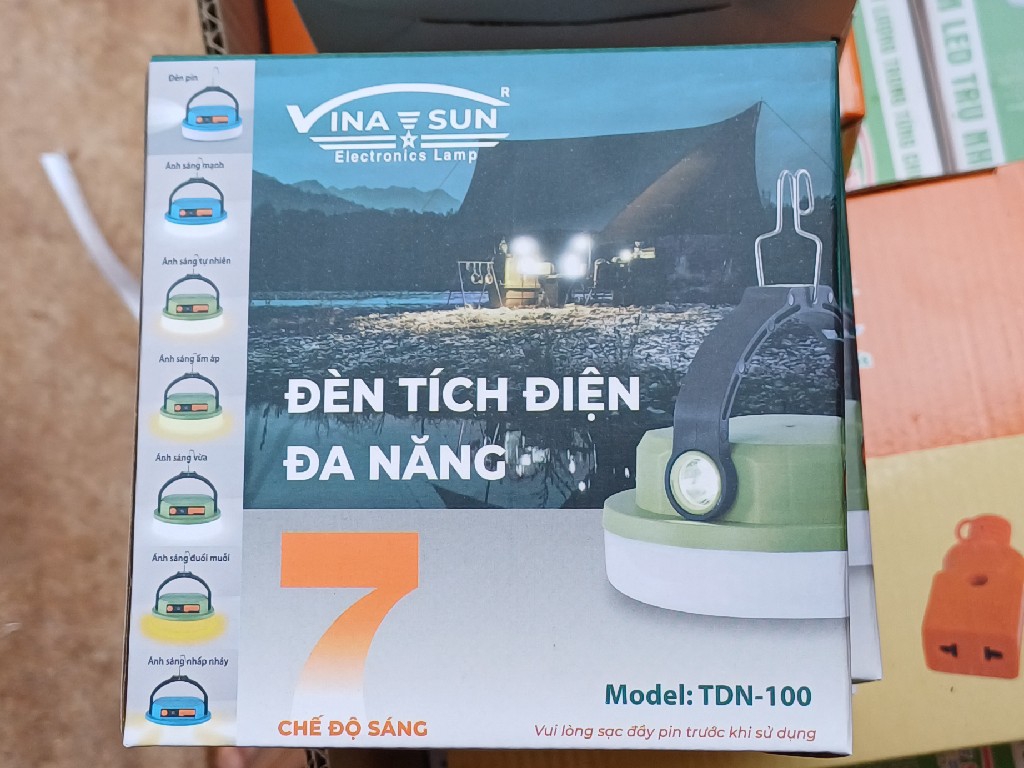 Đèn pin
Ánh sáng mạnh
Ánh sáng tự nhiên
Ánh sáng ấm áp
Ánh sáng vừa
Ánh sáng đuổi muỗi
Ánh sáng nhấp nháy
VINA SUN R
Electronics Lamp
ĐÈN TÍCH ĐIỆN
ĐA NĂNG
7
CHẾ ĐỘ SÁNG
Model: TDN-100
Vui lòng sạc đầy pin trước khi sử dụng
LED TRỤ